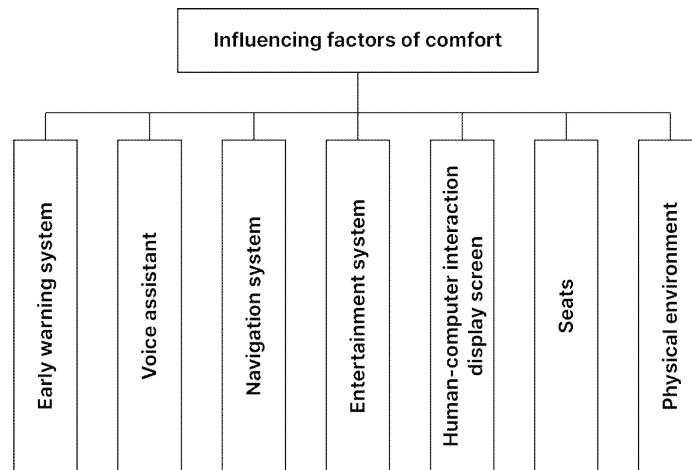 Influencing factors of comfort
Early warning system
Voice assistant
Navigation system
Entertainment system
Human-computer interaction
display screen
Seats
Physical environment